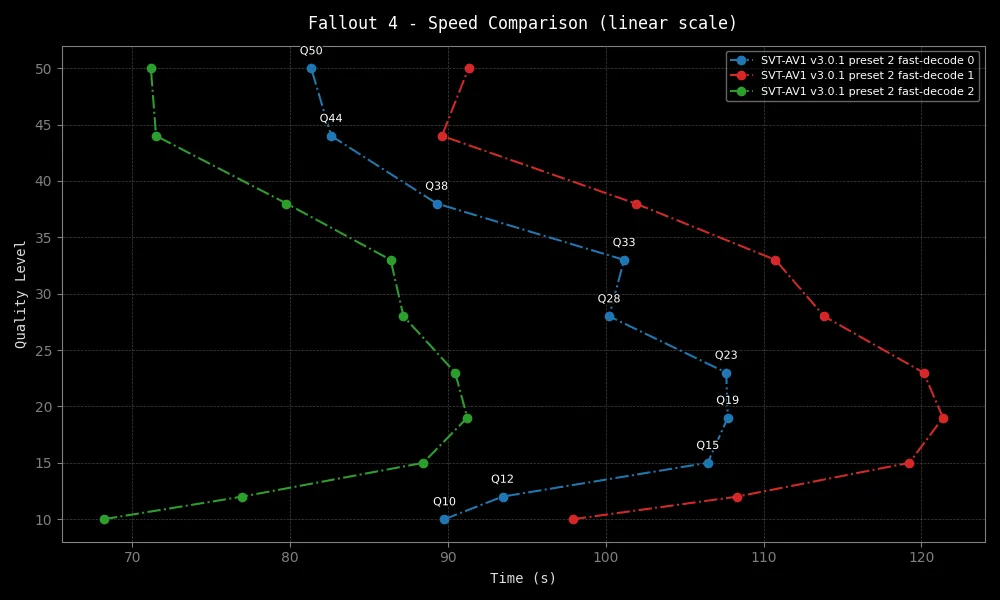 Fallout 4 - Speed Comparison (linear scale)
SVT-AV1 v3.0.1 preset 2 fast-decode 0
SVT-AV1 v3.0.1 preset 2 fast-decode 1
SVT-AV1 v3.0.1 preset 2 fast-decode 2
Q50
Q44
Q38
Q33
Q28
Q23
Q19
Q15
Q12
Q10
Quality Level
50
45
40
35
30
25
20
15
10
70 80 90 100 110 120
Time (s)